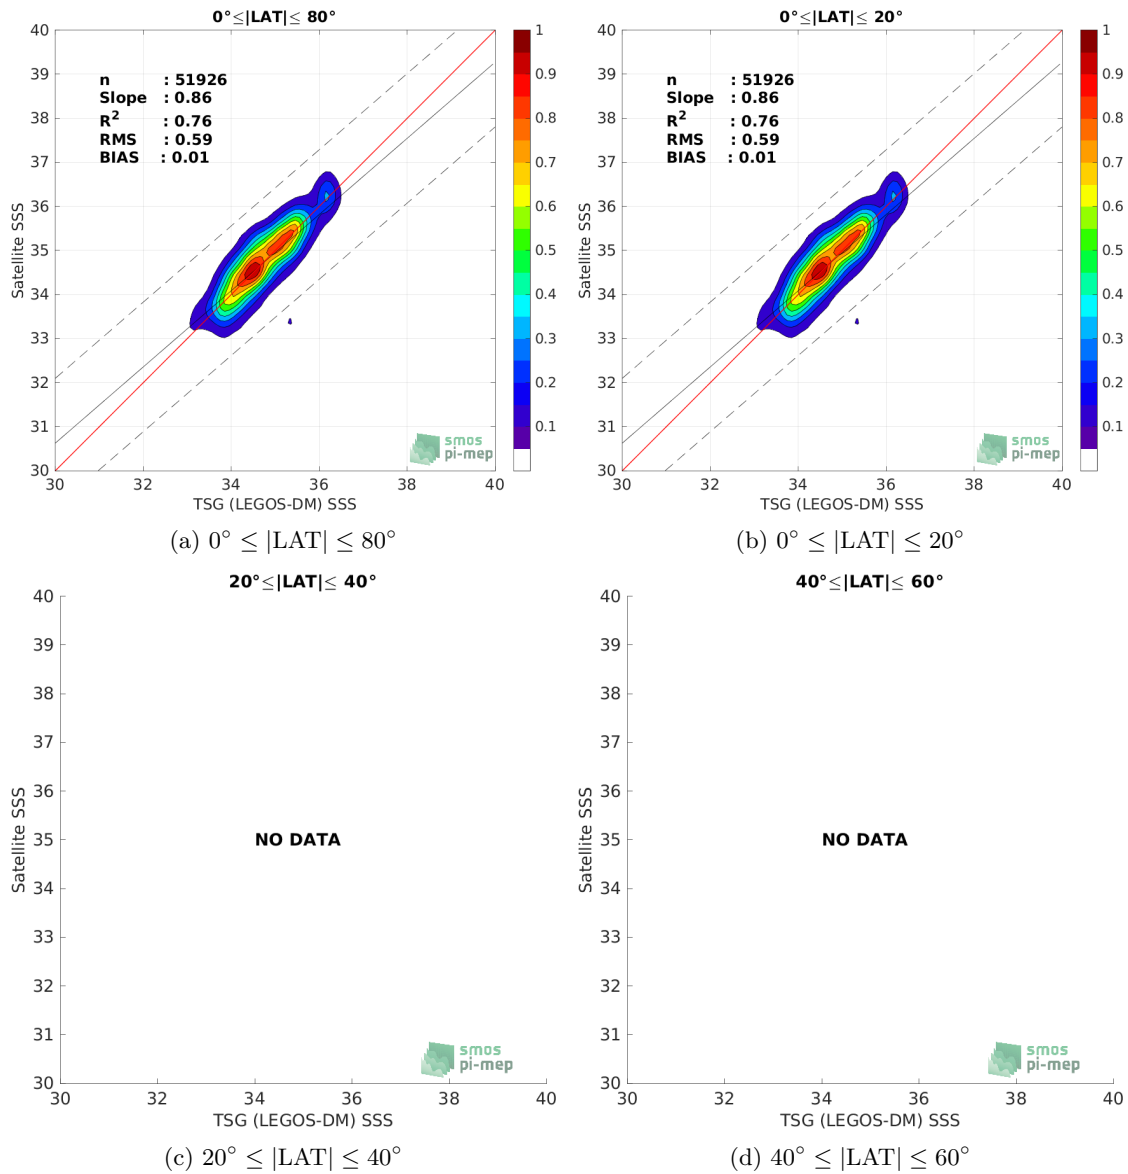 0°≤|LAT|≤ 80°
40
39
38
37
36
35
34
33
32
31
30
Satellite SSS
n : 51926
Slope : 0.86
R² : 0.76
RMS : 0.59
BIAS : 0.01
smos
pi-mep
30 32 34 36 38 40
TSG (LEGOS-DM) SSS
1
0.9
0.8
0.7
0.6
0.5
0.4
0.3
0.2
0.1
(a) 0° ≤ |LAT| ≤ 80°
0°≤|LAT|≤ 20°
40
39
38
37
36
35
34
33
32
31
30
Satellite SSS
n : 51926
Slope : 0.86
R² : 0.76
RMS : 0.59
BIAS : 0.01
smos
pi-mep
30 32 34 36 38 40
TSG (LEGOS-DM) SSS
1
0.9
0.8
0.7
0.6
0.5
0.4
0.3
0.2
0.1
(b) 0° ≤ |LAT| ≤ 20°
20°≤|LAT|≤ 40°
40
39
38
37
36
35
34
33
32
31
30
Satellite SSS
NO DATA
smos
pi-mep
30 32 34 36 38 40
TSG (LEGOS-DM) SSS
(c) 20° ≤ |LAT| ≤ 40°
40°≤|LAT|≤ 60°
40
39
38
37
36
35
34
33
32
31
30
Satellite SSS
NO DATA
smos
pi-mep
30 32 34 36 38 40
TSG (LEGOS-DM) SSS
(d) 40° ≤ |LAT| ≤ 60°